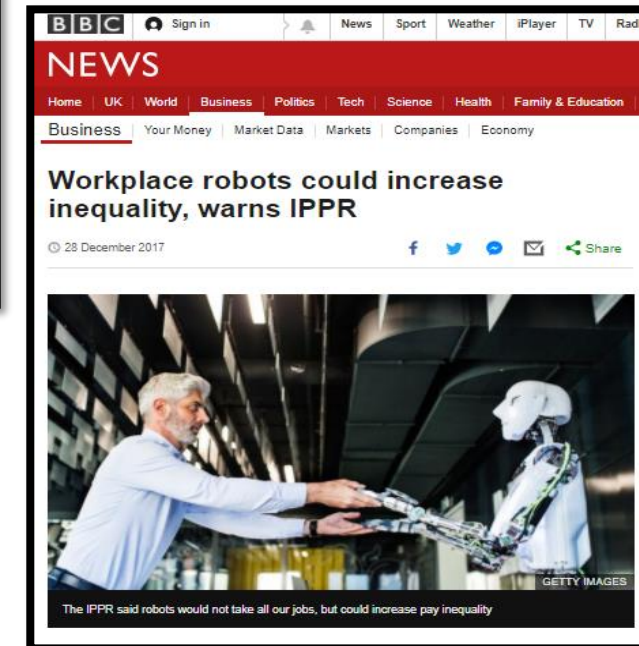 BBC Sign in News Sport Weather iPlayer TV
NEWS
Home UK World Business Politics Tech Science Health Family & Education
Business Your Money Market Data Markets Companies Economy
Workplace robots could increase
inequality, warns IPPR
28 December 2017 Share
GETTY IMAGES
The IPPR said robots would not take all our jobs, but could increase pay inequality